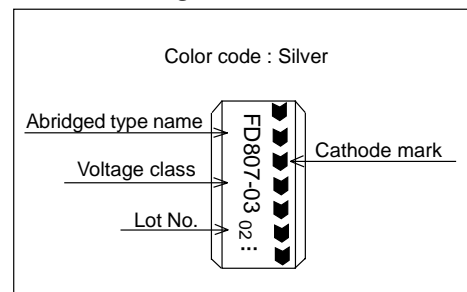 Color code : Silver
Abridged type name
Voltage class
Lot No.
FD807-03 02
Cathode mark